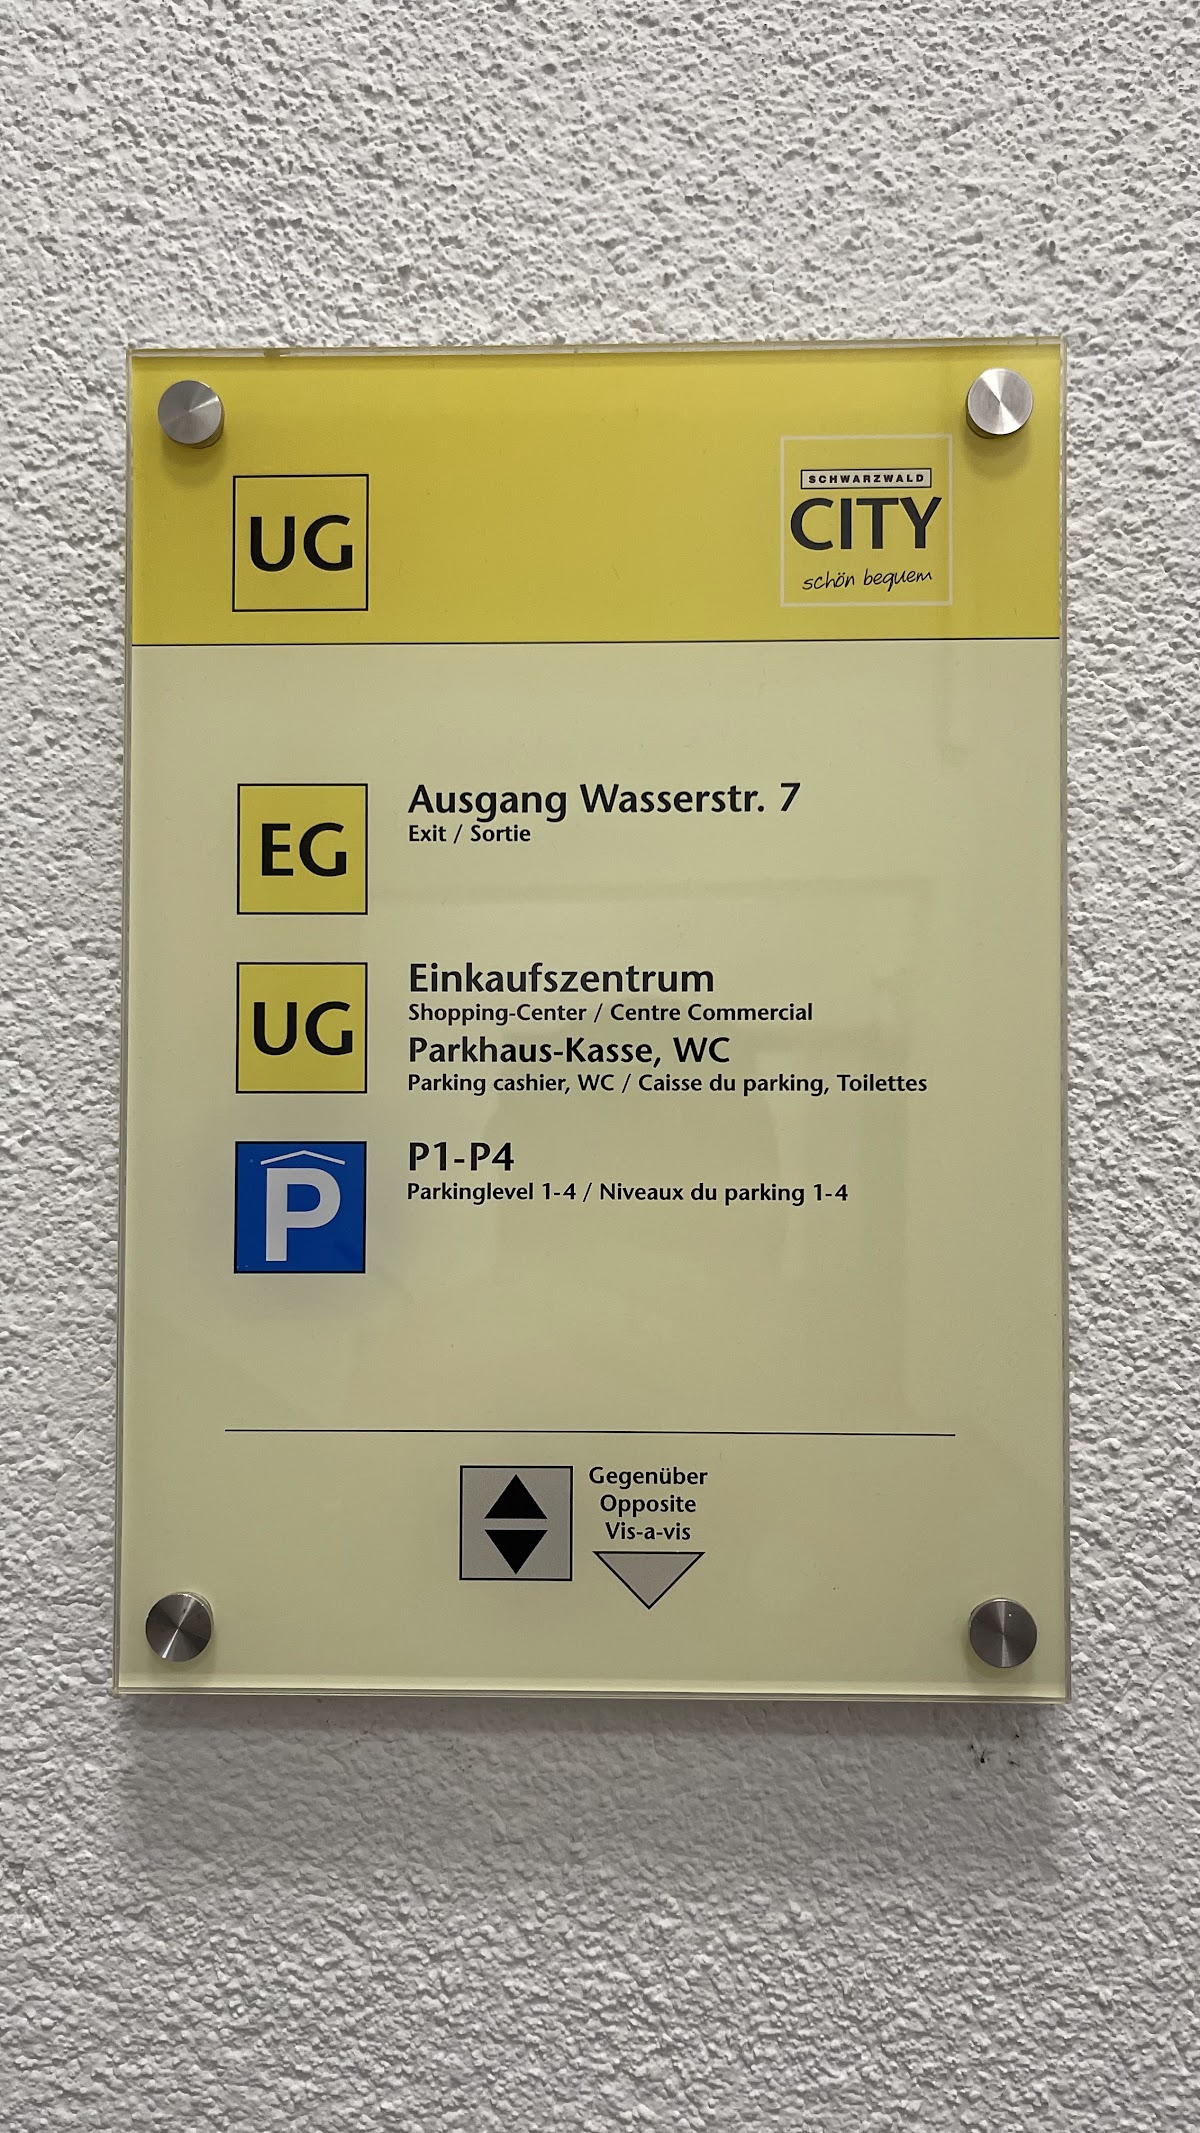 UG
SCHWARZWALD
CITY
schön bequem
EG
Ausgang Wasserstr. 7
Exit / Sortie
UG
Einkaufszentrum
Shopping-Center / Centre Commercial
Parkhaus-Kasse, WC
Parking cashier, WC / Caisse du parking, Toilettes
P
P1-P4
Parkinglevel 1-4 / Niveaux du parking 1-4
Gegenüber
Opposite
Vis-a-vis